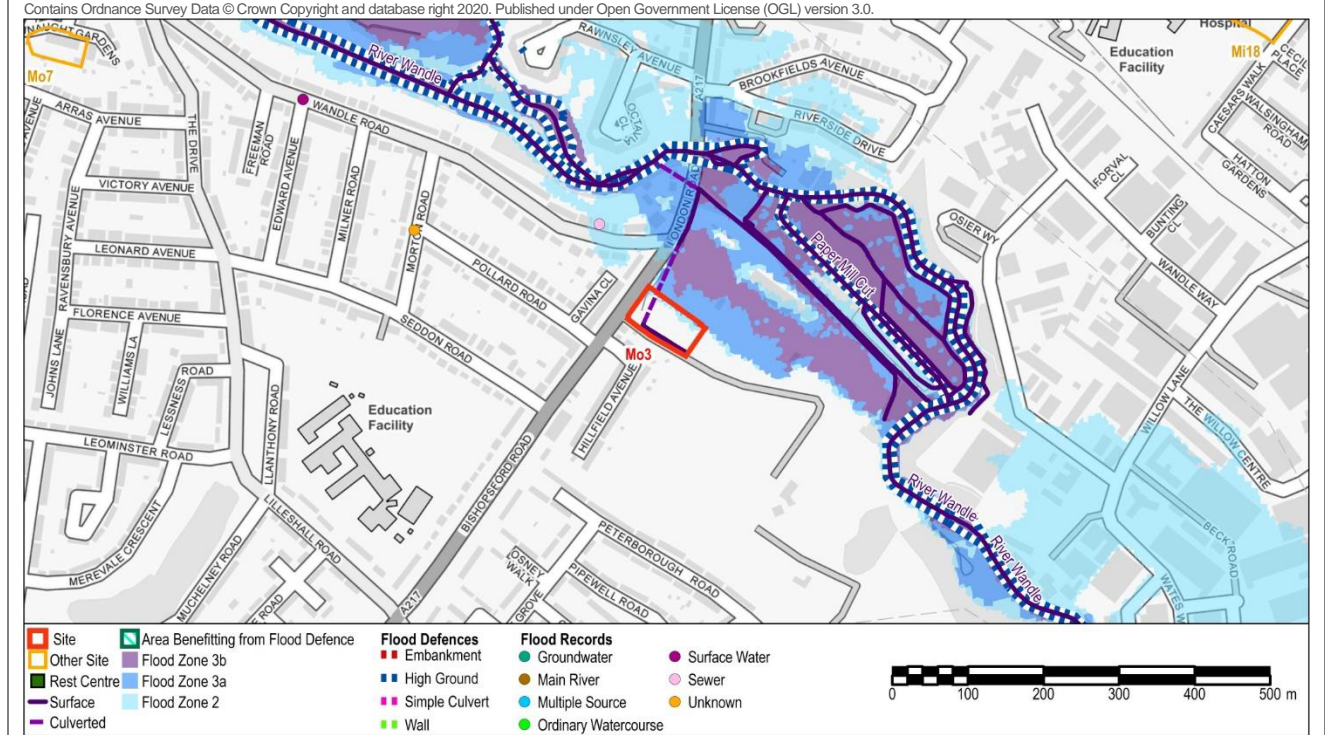 Contains Ordnance Survey Data © Crown Copyright and database right 2020. Published under Open Government License (OGL) version 3.0.
Hospital
NAUGHT GARDENS
Mo7
RAWNSLEY AVENUE
A217
Education
Facility
Mi18
CECIL
PLACE
River Wandle
BROOKFIELDS AVENUE
CAESARS WALK
WALSINGHAM
ROAD
ARRAS AVENUE
AVENUE
THE DRIVE
WANDLE ROAD
OCTAVIA
CL
RIVERSIDE DRIVE
HATTON
GARDENS
FREEMAN
ROAD
EDWARD AVENUE
VICTORY AVENUE
MILNER ROAD
FORVAL
CL
RAVENSBURY AVENUE
LEONARD AVENUE
MORTON ROAD
LONDON ROAD
OSIER WY
BUNTING
CL
POLLARD ROAD
Paper Mill Cut
WANDLE WAY
GAVINA CL
FLORENCE AVENUE
SEDDON ROAD
Mo3
JOHNS LANE
WILLIAMS LA
LESSNESS
ROAD
HILLFIELD AVENUE
WILLOW LANE
THE WILLOW CENTRE
Education
Facility
LEOMINSTER ROAD
LLANTHONY ROAD
BISHOPSFORD ROAD
River Wandle
LILLESHALL ROAD
PETERBOROUGH ROAD
River Wandle
BECK ROAD
MEREVALE CRESCENT
MUCHELNEY ROAD
OSNEY
WALK
PIPEWELL ROAD
WATES W
E ROAD
A217
GROVE
Site
Area Benefitting from Flood Defence
Other Site
Flood Zone 3b
Rest Centre
Flood Zone 3a
Surface
Flood Zone 2
Culverted
Flood Defences
Embankment
High Ground
Simple Culvert
Wall
Flood Records
Groundwater
Main River
Multiple Source
Ordinary Watercourse
Surface Water
Sewer
Unknown
0 100 200 300 400 500 m